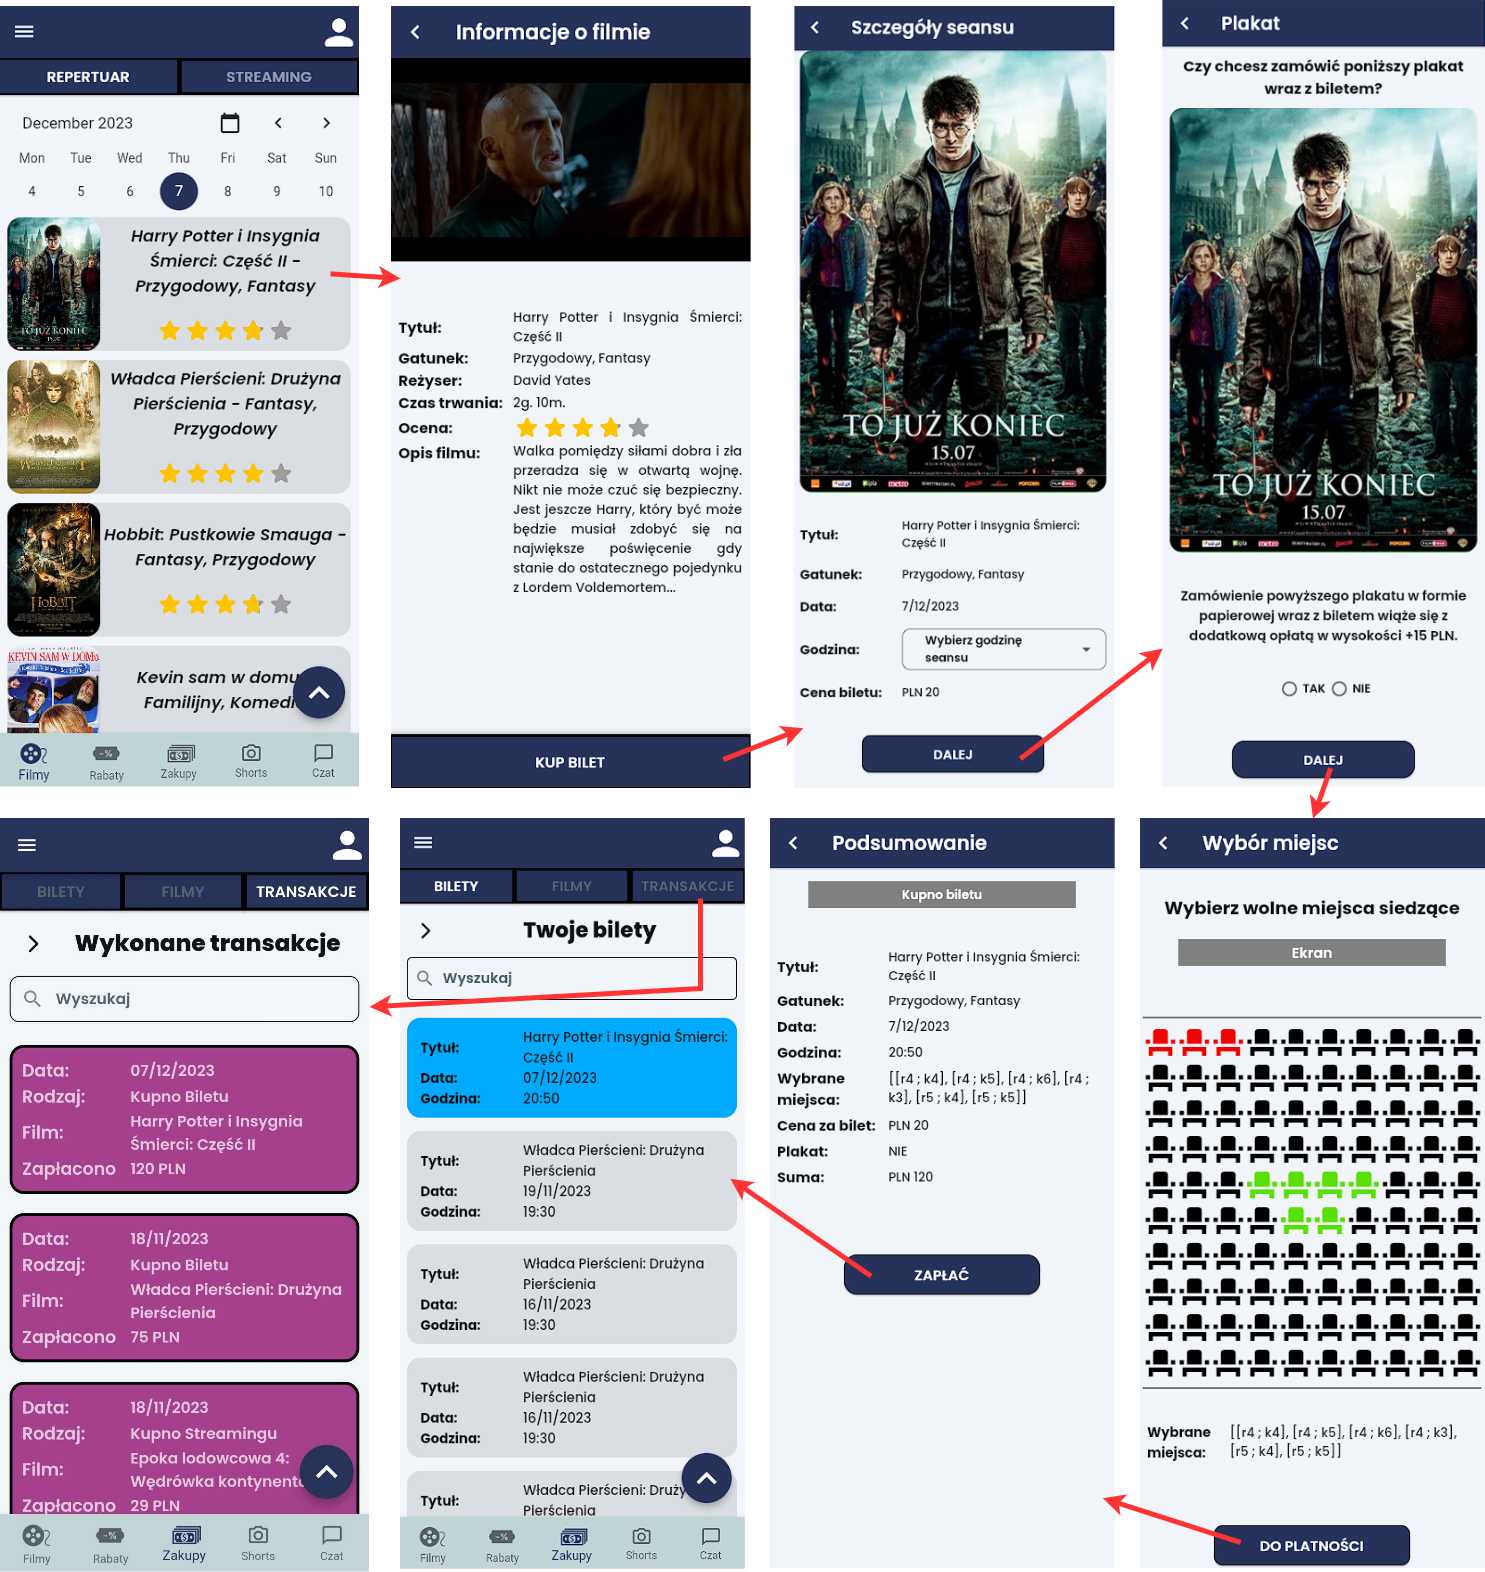 REPERTUAR
STREAMING
December 2023
Mon Tue Wed Thu Fri Sat Sun
4 5 6 7 8 9 10
TO JUŻ KONIEC
15.07
Harry Potter i Insygnia
Śmierci: Część II -
Przygodowy, Fantasy
Władca Pierścieni: Drużyna
Pierścienia - Fantasy,
Przygodowy
HOBBIT
Hobbit: Pustkowie Smauga -
Fantasy, Przygodowy
KEVIN SAM W DOMU
Kevin sam w domu
Familijny, Komedi
Filmy
Rabaty
Zakupy
Shorts
Czat
Informacje o filmie
Tytuł:
Harry Potter i Insygnia Śmierci:
Część II
Gatunek:
Przygodowy, Fantasy
Reżyser:
David Yates
Czas trwania:
2g. 10m.
Ocena:
Opis filmu:
Walka pomiędzy siłami dobra i zła
przeradza się w otwartą wojnę.
Nikt nie może czuć się bezpieczny.
Jest jeszcze Harry, który być może
będzie musiał zdobyć się na
największe poświęcenie gdy
stanie do ostatecznego pojedynku
z Lordem Voldemortem...
KUP BILET
Szczegóły seansu
TO JUŻ KONIEC
15.07
metro
Tytuł:
Harry Potter i Insygnia Śmierci:
Część II
Gatunek:
Przygodowy, Fantasy
Data:
7/12/2023
Godzina:
Wybierz godzinę
seansu
Cena biletu:
PLN 20
DALEJ
Plakat
Czy chcesz zamówić poniższy plakat
wraz z biletem?
TO JUŻ KONIEC
15.07
metro
Zamówienie powyższego plakatu w formie
papierowej wraz z biletem wiąże się z
dodatkową opłatą w wysokości +15 PLN.
TAK
NIE
DALEJ
Wybór miejsc
Wybierz wolne miejsca siedzące
Ekran
Wybrane
miejsca:
[[r4 ; k4], [r4 ; k5], [r4 ; k6], [r4 ; k3],
[r5 ; k4], [r5 ; k5]]
DO PLATNOŚCI
Podsumowanie
Kupno biletu
Tytuł:
Harry Potter i Insygnia Śmierci:
Część II
Gatunek:
Przygodowy, Fantasy
Data:
7/12/2023
Godzina:
20:50
Wybrane
miejsca:
[[r4 ; k4], [r4 ; k5], [r4 ; k6], [r4 ;
k3], [r5 ; k4], [r5 ; k5]]
Cena za bilet:
PLN 20
Plakat:
NIE
Suma:
PLN 120
ZAPŁAĆ
BILETY
FILMY
TRANSAKCJE
Twoje bilety
Wyszukaj
Tytuł:
Harry Potter i Insygnia Śmierci:
Część II
Data:
07/12/2023
Godzina:
20:50
Tytuł:
Władca Pierścieni: Drużyna
Pierścienia
Data:
19/11/2023
Godzina:
19:30
Tytuł:
Władca Pierścieni: Drużyna
Pierścienia
Data:
16/11/2023
Godzina:
19:30
Tytuł:
Władca Pierścieni: Drużyna
Pierścienia
Data:
16/11/2023
Godzina:
19:30
Tytuł:
Władca Pierścieni: Druży
Pierścienia
Filmy
Rabaty
Zakupy
Shorts
Czat
BILETY
FILMY
TRANSAKCJE
Wykonane transakcje
Wyszukaj
Data:
07/12/2023
Rodzaj:
Kupno Biletu
Film:
Harry Potter i Insygnia
Śmierci: Część II
Zapłacono
120 PLN
Data:
18/11/2023
Rodzaj:
Kupno Biletu
Film:
Władca Pierścieni: Drużyna
Pierścienia
Zapłacono
75 PLN
Data:
18/11/2023
Rodzaj:
Kupno Streamingu
Film:
Epoka lodowcowa 4:
Wędrówka kontynent
Zapłacono
29 PLN
Filmy
Rabaty
Zakupy
Shorts
Czat